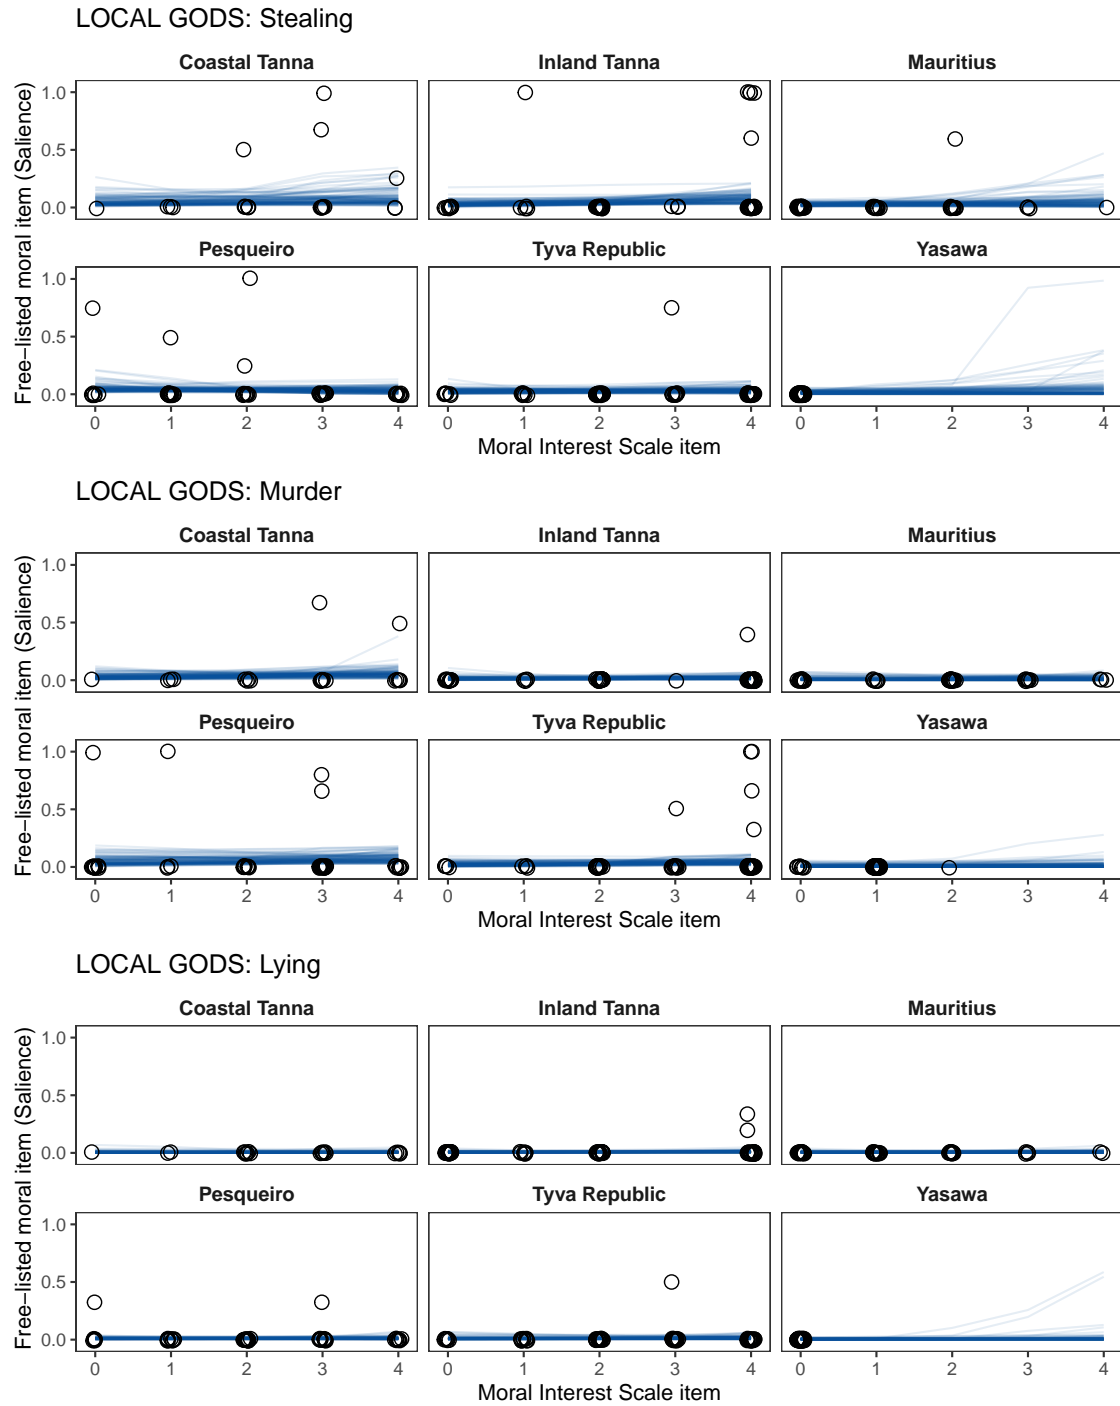 LOCAL GODS: Stealing
Coastal Tanna Inland Tanna Mauritius
1.0
0.5
0.0
Pesqueiro Tyva Republic Yasawa
1.0
0.5
0.0
Free−listed moral item (Salience)
0 1 2 3 4 0 1 2 3 4 0 1 2 3 4
Moral Interest Scale item
LOCAL GODS: Murder
Coastal Tanna Inland Tanna Mauritius
1.0
0.5
0.0
Pesqueiro Tyva Republic Yasawa
1.0
0.5
0.0
Free−listed moral item (Salience)
0 1 2 3 4 0 1 2 3 4 0 1 2 3 4
Moral Interest Scale item
LOCAL GODS: Lying
Coastal Tanna Inland Tanna Mauritius
1.0
0.5
0.0
Pesqueiro Tyva Republic Yasawa
1.0
0.5
0.0
Free−listed moral item (Salience)
0 1 2 3 4 0 1 2 3 4 0 1 2 3 4
Moral Interest Scale item